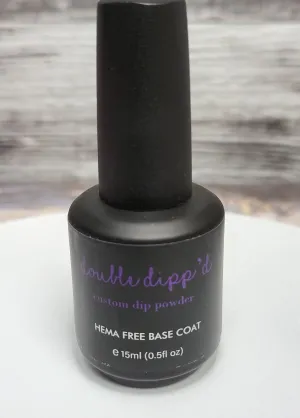 double dipp'd
custom dip powder
HEMA FREE BASE COAT
℮ 15ml (0.5fl oz)